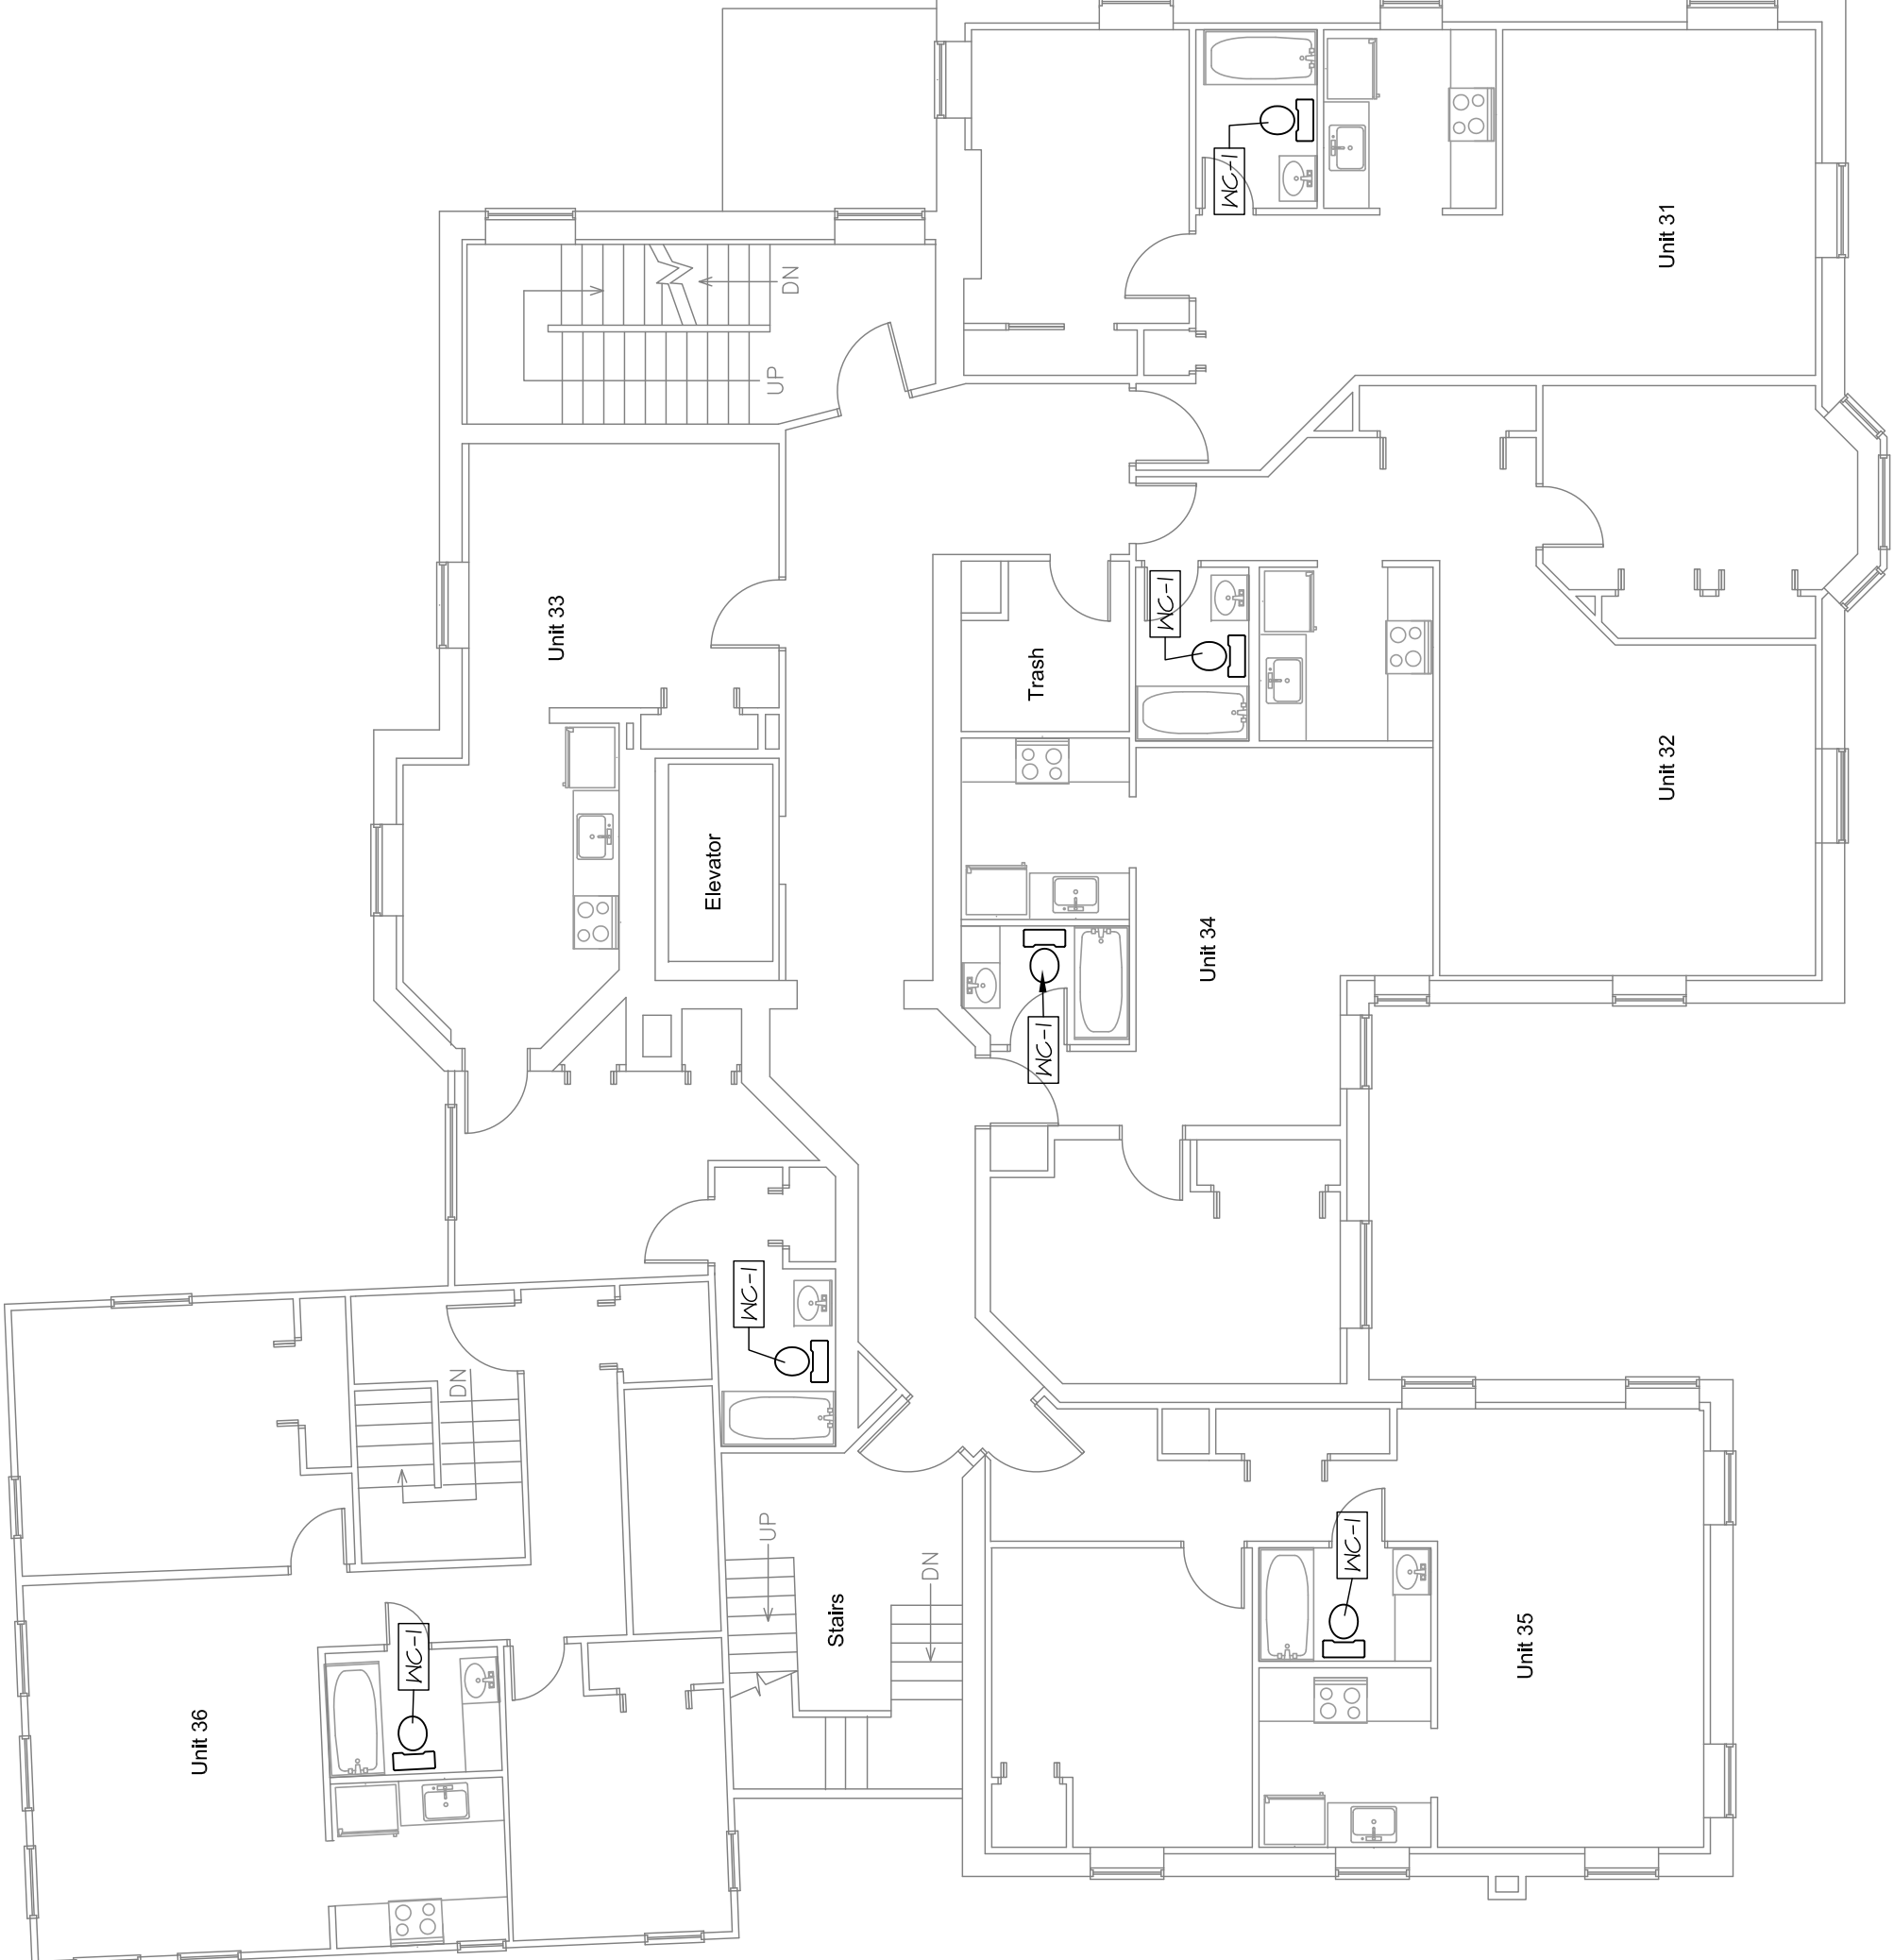 Unit 36
WC-1
DN
Unit 33
Elevator
WC-1
UP
UP
DN
Stairs
DN
Trash
WC-1
WC-1
Unit 34
WC-1
WC-1
Unit 35
Unit 32
Unit 31